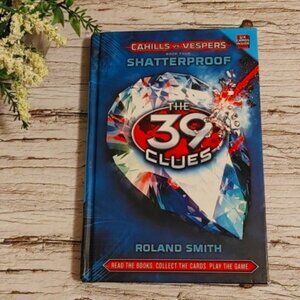 CAHILLS vs. VESPERS
BOOK FOUR
SHATTERPROOF
THE
39
CLUES
ROLAND SMITH
READ THE BOOKS. COLLECT THE CARDS. PLAY THE GAME.